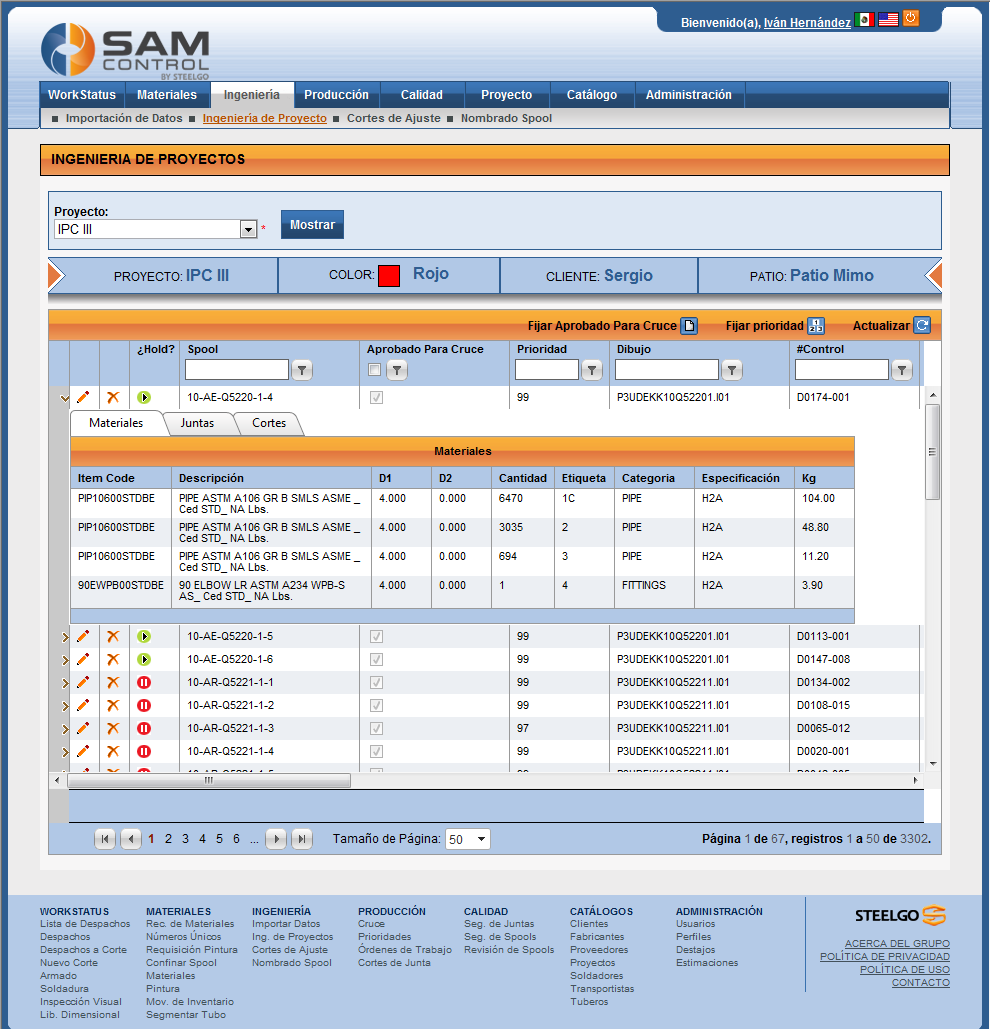 Bienvenido(a), Iván Hernández
SAM
CONTROL
BY STEELGO
WorkStatus Materiales Ingeniería Producción Calidad Proyecto Catálogo Administración
Importación de Datos Ingeniería de Proyecto Cortes de Ajuste Nombrado Spool
INGENIERIA DE PROYECTOS
Proyecto:
IPC III * Mostrar
PROYECTO: IPC III COLOR: Rojo CLIENTE: Sergio PATIO: Patio Mimo
Fijar Aprobado Para Cruce Fijar prioridad Actualizar
¿Hold? Spool Aprobado Para Cruce Prioridad Dibujo #Control
10-AE-Q5220-1-4 99 P3UDEKK10Q52201.I01 D0174-001
Materiales Juntas Cortes
Materiales
Item Code Descripción D1 D2 Cantidad Etiqueta Categoria Especificación Kg
PIP10600STDBE PIPE ASTM A106 GR B SMLS ASME _ 4.000 0.000 6470 1C PIPE H2A 104.00
Ced STD_ NA Lbs.
PIP10600STDBE PIPE ASTM A106 GR B SMLS ASME _ 4.000 0.000 3035 2 PIPE H2A 48.80
Ced STD_ NA Lbs.
PIP10600STDBE PIPE ASTM A106 GR B SMLS ASME _ 4.000 0.000 694 3 PIPE H2A 11.20
Ced STD_ NA Lbs.
90EWPB00STDBE 90 ELBOW LR ASTM A234 WPB-S 4.000 0.000 1 4 FITTINGS H2A 3.90
AS_ Ced STD_ NA Lbs.
10-AE-Q5220-1-5 99 P3UDEKK10Q52201.I01 D0113-001
10-AE-Q5220-1-6 99 P3UDEKK10Q52201.I01 D0147-008
10-AR-Q5221-1-1 99 P3UDEKK10Q52211.I01 D0134-002
10-AR-Q5221-1-2 99 P3UDEKK10Q52211.I01 D0108-015
10-AR-Q5221-1-3 97 P3UDEKK10Q52211.I01 D0065-012
10-AR-Q5221-1-4 99 P3UDEKK10Q52211.I01 D0020-001
1 2 3 4 5 6 ... Tamaño de Página: 50 Página 1 de 67, registros 1 a 50 de 3302.
WORKSTATUS MATERIALES INGENIERÍA PRODUCCIÓN CALIDAD CATÁLOGOS ADMINISTRACIÓN STEELGO
Lista de Despachos Rec. de Materiales Importar Datos Cruce Seg. de Juntas Clientes Usuarios
Despachos Números Únicos Ing. de Proyectos Prioridades Seg. de Spools Fabricantes Perfiles
Despachos a Corte Requisición Pintura Cortes de Ajuste Órdenes de Trabajo Revisión de Spools Proveedores Destajos
Nuevo Corte Confinar Spool Nombrado Spool Cortes de Junta Proyectos Estimaciones
Armado Materiales Soldadores
Soldadura Pintura Transportistas
Inspección Visual Mov. de Inventario Tuberos
Lib. Dimensional Segmentar Tubo
ACERCA DEL GRUPO
POLÍTICA DE PRIVACIDAD
POLÍTICA DE USO
CONTACTO